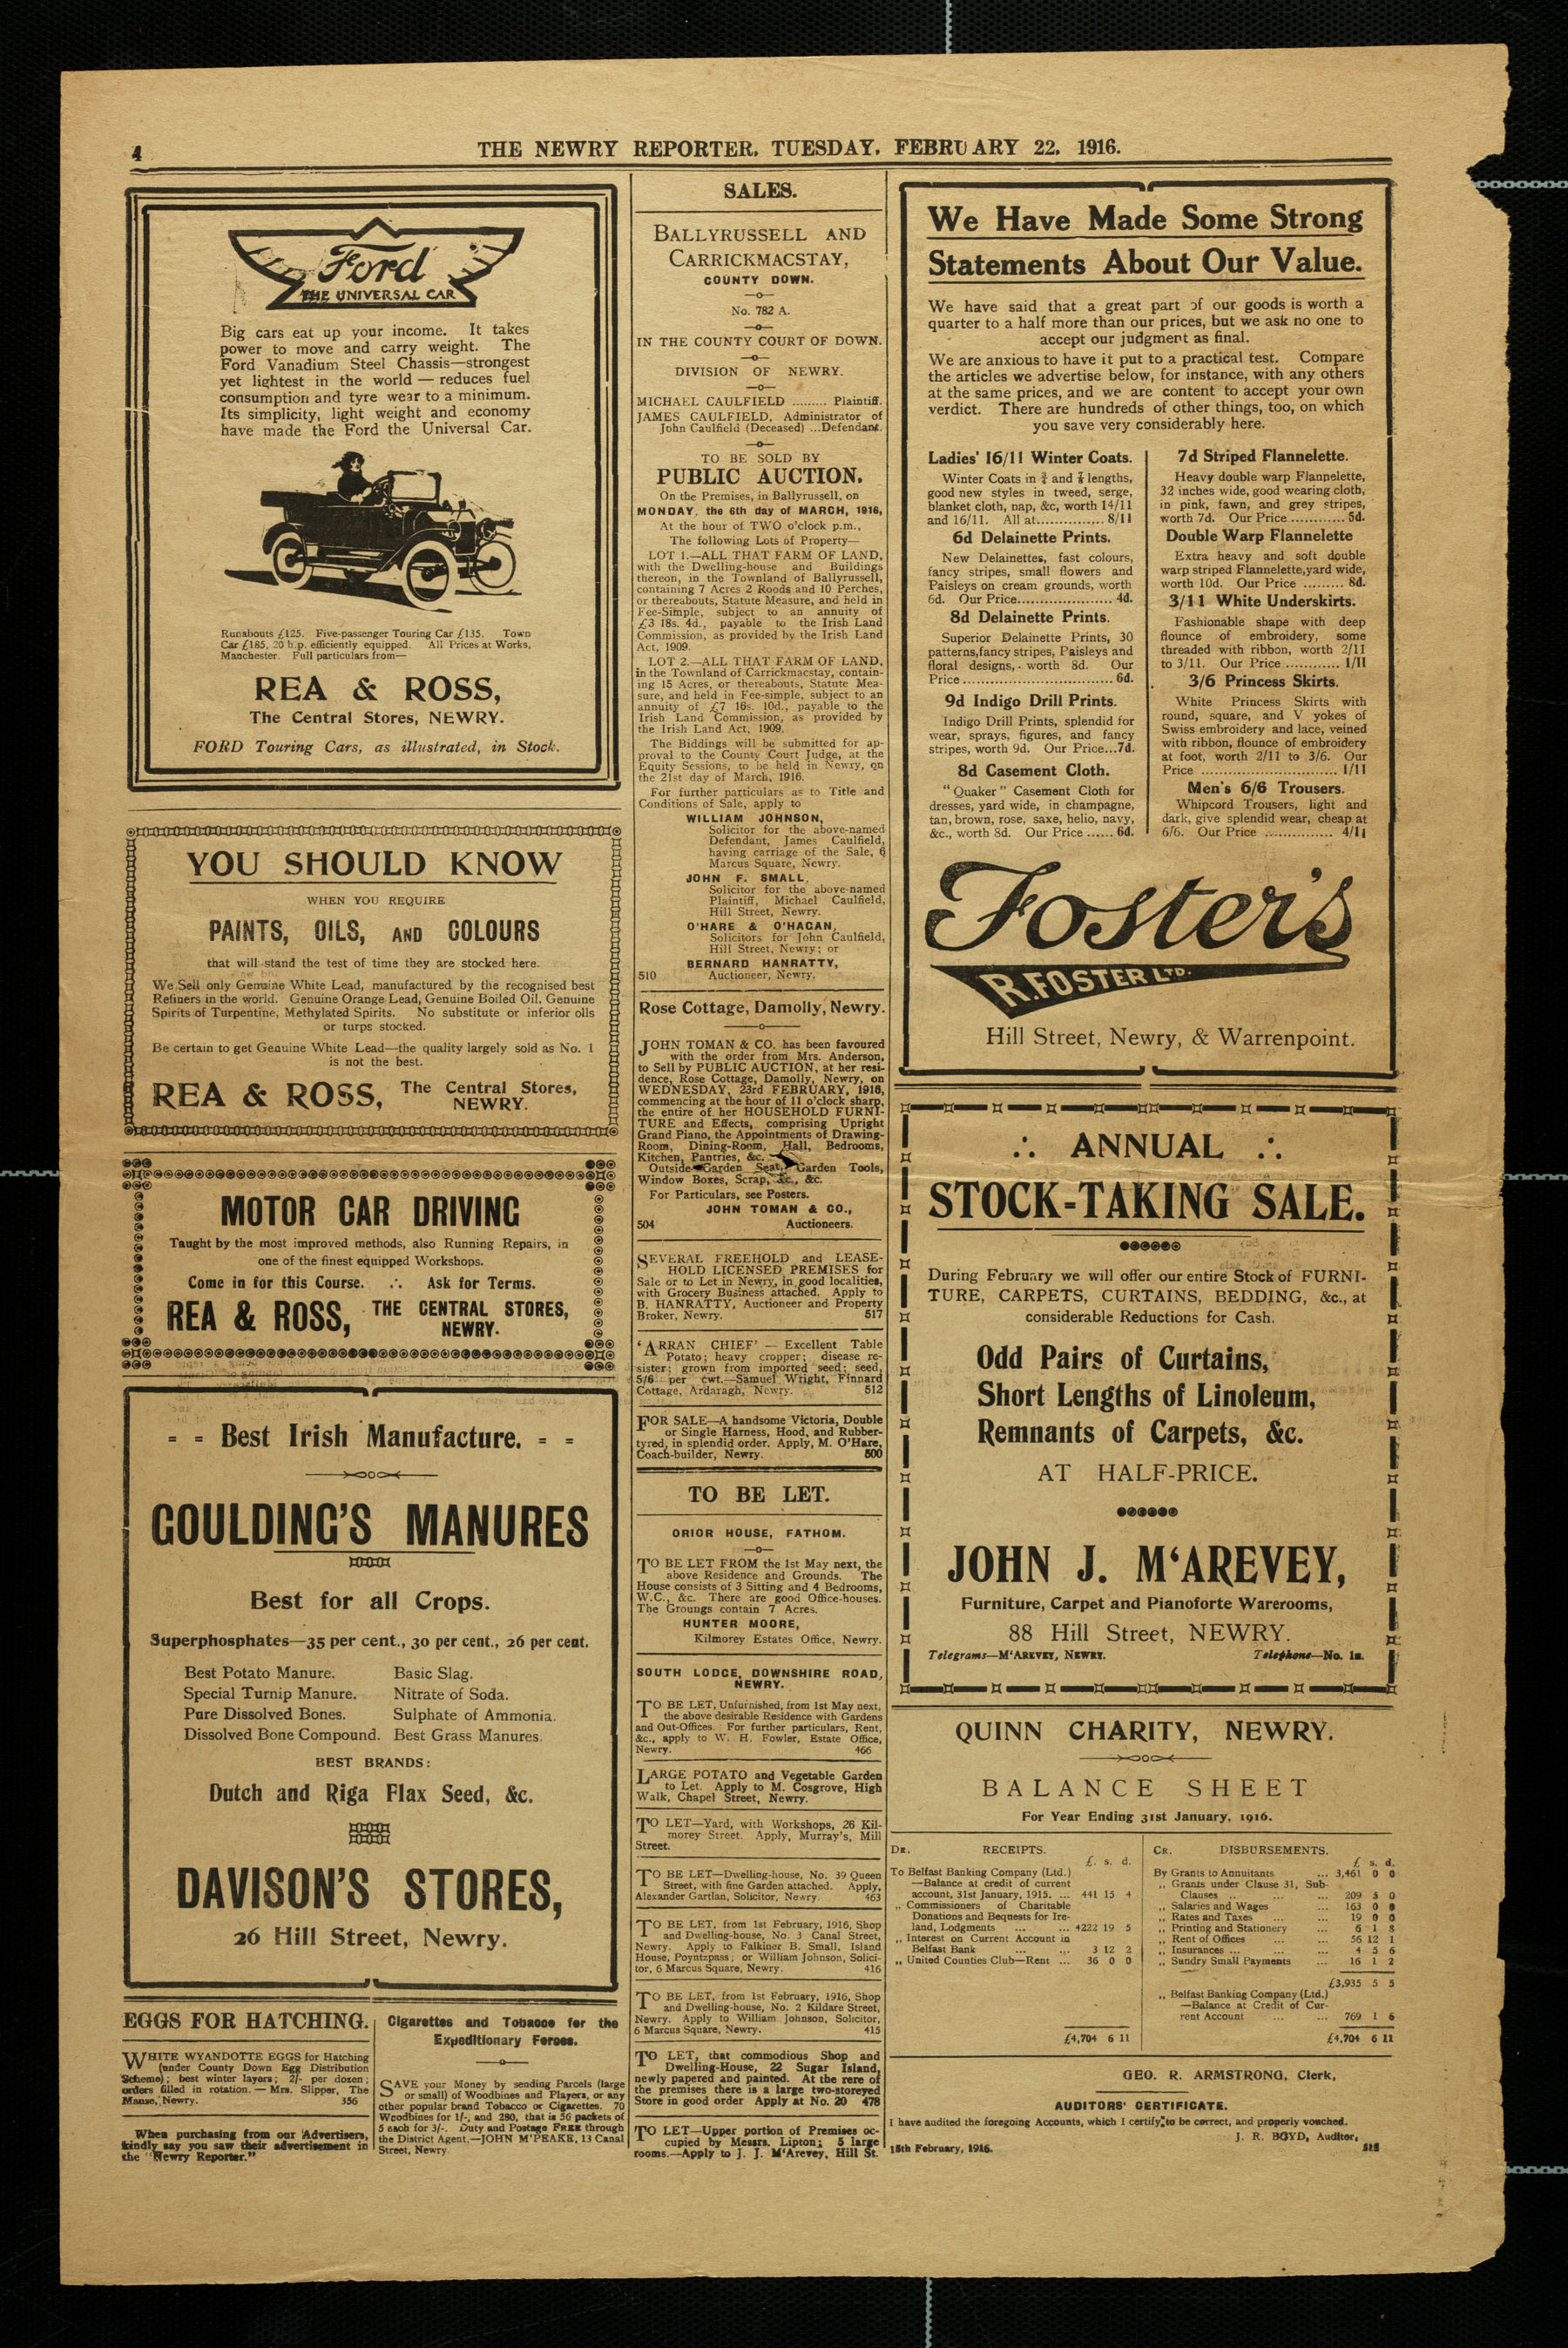 4
THE NEWRY REPORTER, TUESDAY, FEBRUARY 22, 1916.
Ford
THE UNIVERSAL CAR
Big cars eat up your income. It takes
power to move and carry weight. The
Ford Vanadium Steel Chassis—strongest
yet lightest in the world — reduces fuel
consumption and tyre wear to a minimum.
Its simplicity, light weight and economy
have made the Ford the Universal Car.
Runabouts £125. Five-passenger Touring Car £135. Town
Car £185, 20 h.p. efficiently equipped. All Prices at Works,
Manchester. Full particulars from—
REA & ROSS,
The Central Stores, NEWRY.
FORD Touring Cars, as illustrated, in Stock.
YOU SHOULD KNOW
WHEN YOU REQUIRE
PAINTS, OILS, AND COLOURS
that will stand the test of time they are stocked here.
We Sell only Genuine White Lead, manufactured by the recognised best
Refiners in the world. Genuine Orange Lead, Genuine Boiled Oil, Genuine
Spirits of Turpentine, Methylated Spirits. No substitute or inferior oils
or turps stocked.
Be certain to get Genuine White Lead—the quality largely sold as No. 1
is not the best.
REA & ROSS, The Central Stores,
NEWRY.
MOTOR CAR DRIVING
Taught by the most improved methods, also Running Repairs, in
one of the finest equipped Workshops.
Come in for this Course. ∴ Ask for Terms.
REA & ROSS, THE CENTRAL STORES,
NEWRY.
= = Best Irish Manufacture. = =
GOULDING'S MANURES
Best for all Crops.
Superphosphates—35 per cent., 30 per cent., 26 per cent.
Best Potato Manure. Basic Slag.
Special Turnip Manure. Nitrate of Soda.
Pure Dissolved Bones. Sulphate of Ammonia.
Dissolved Bone Compound. Best Grass Manures.
BEST BRANDS:
Dutch and Riga Flax Seed, &c.
DAVISON'S STORES,
26 Hill Street, Newry.
EGGS FOR HATCHING.
WHITE WYANDOTTE EGGS for Hatching
(under County Down Egg Distribution
Scheme); best winter layers; 2/- per dozen;
orders filled in rotation. — Mrs. Slipper, The
Manse, Newry. 356
When purchasing from our Advertisers,
kindly say you saw their advertisement in
the "Newry Reporter."
Cigarettes and Tobacco for the
Expeditionary Forces.
SAVE your Money by sending Parcels (large
or small) of Woodbines and Players, or any
other popular brand Tobacco or Cigarettes. 70
Woodbines for 1/-, and 280, that is 56 packets of
5 each for 3/-. Duty and Postage FREE through
the District Agent.—JOHN M'PEAKE, 13 Canal
Street, Newry.
SALES.
BALLYRUSSELL AND
CARRICKMACSTAY,
COUNTY DOWN.
No. 782 A.
IN THE COUNTY COURT OF DOWN.
DIVISION OF NEWRY.
MICHAEL CAULFIELD ......... Plaintiff.
JAMES CAULFIELD, Administrator of
John Caulfield (Deceased) ...Defendant.
TO BE SOLD BY
PUBLIC AUCTION.
On the Premises, in Ballyrussell, on
MONDAY, the 6th day of MARCH, 1916,
At the hour of TWO o'clock p.m.,
The following Lots of Property—
LOT 1.—ALL THAT FARM OF LAND,
with the Dwelling-house and Buildings
thereon, in the Townland of Ballyrussell,
containing 7 Acres 2 Roods and 10 Perches,
or thereabouts, Statute Measure, and held in
Fee-Simple, subject to an annuity of
£3 18s. 4d., payable to the Irish Land
Commission, as provided by the Irish Land
Act, 1909.
LOT 2.—ALL THAT FARM OF LAND,
in the Townland of Carrickmacstay, contain-
ing 15 Acres, or thereabouts, Statute Mea-
sure, and held in Fee-simple, subject to an
annuity of £7 16s. 10d., payable to the
Irish Land Commission, as provided by
the Irish Land Act, 1909.
The Biddings will be submitted for ap-
proval to the County Court Judge, at the
Equity Sessions, to be held in Newry, on
the 21st day of March, 1916.
For further particulars as to Title and
Conditions of Sale, apply to
WILLIAM JOHNSON,
Solicitor for the above-named
Defendant, James Caulfield,
having carriage of the Sale, 6
Marcus Square, Newry.
JOHN F. SMALL,
Solicitor for the above-named
Plaintiff, Michael Caulfield,
Hill Street, Newry.
O'HARE & O'HAGAN,
Solicitors for John Caulfield,
Hill Street, Newry; or
BERNARD HANRATTY,
510 Auctioneer, Newry.
Rose Cottage, Damolly, Newry.
JOHN TOMAN & CO. has been favoured
with the order from Mrs. Anderson,
to Sell by PUBLIC AUCTION, at her resi-
dence, Rose Cottage, Damolly, Newry, on
WEDNESDAY, 23rd FEBRUARY, 1916,
commencing at the hour of 11 o'clock sharp,
the entire of her HOUSEHOLD FURNI-
TURE and Effects, comprising Upright
Grand Piano, the Appointments of Drawing-
Room, Dining-Room, Hall, Bedrooms,
Kitchen, Pantries, &c.
Outside Garden Seat, Garden Tools,
Window Boxes, Scrap, &c., &c.
For Particulars, see Posters.
JOHN TOMAN & CO.,
504 Auctioneers.
SEVERAL FREEHOLD and LEASE-
HOLD LICENSED PREMISES for
Sale or to Let in Newry, in good localities,
with Grocery Business attached. Apply to
B. HANRATTY, Auctioneer and Property
Broker, Newry. 517
'ARRAN CHIEF' — Excellent Table
Potato; heavy cropper; disease re-
sister; grown from imported seed; seed,
5/6 per cwt.—Samuel Wright, Finnard
Cottage, Ardaragh, Newry. 512
FOR SALE—A handsome Victoria, Double
or Single Harness, Hood, and Rubber-
tyred, in splendid order. Apply, M. O'Hare,
Coach-builder, Newry. 500
TO BE LET.
ORIOR HOUSE, FATHOM.
TO BE LET FROM the 1st May next, the
above Residence and Grounds. The
House consists of 3 Sitting and 4 Bedrooms,
W.C., &c. There are good Office-houses.
The Groungs contain 7 Acres.
HUNTER MOORE,
Kilmorey Estates Office, Newry.
SOUTH LODGE, DOWNSHIRE ROAD,
NEWRY.
TO BE LET, Unfurnished, from 1st May next,
the above desirable Residence with Gardens
and Out-Offices. For further particulars, Rent,
&c., apply to W. H. Fowler, Estate Office,
Newry. 466
LARGE POTATO and Vegetable Garden
to Let. Apply to M. Cosgrove, High
Walk, Chapel Street, Newry.
TO LET—Yard, with Workshops, 26 Kil-
morey Street. Apply, Murray's, Mill
Street.
TO BE LET—Dwelling-house, No. 39 Queen
Street, with fine Garden attached. Apply,
Alexander Gartlan, Solicitor, Newry. 463
TO BE LET, from 1st February, 1916, Shop
and Dwelling-house, No. 3 Canal Street,
Newry. Apply to Falkiner B. Small, Island
House, Poyntzpass; or William Johnson, Solici-
tor, 6 Marcus Square, Newry. 416
TO BE LET, from 1st February, 1916, Shop
and Dwelling-house, No. 2 Kildare Street,
Newry. Apply to William Johnson, Solicitor,
6 Marcus Square, Newry. 415
TO LET, that commodious Shop and
Dwelling-House, 22 Sugar Island,
newly papered and painted. At the rere of
the premises there is a large two-storeyed
Store in good order Apply at No. 20 478
TO LET—Upper portion of Premises oc-
cupied by Messrs. Lipton; 5 large
rooms.—Apply to J. J. M'Arevey, Hill St.
We Have Made Some Strong
Statements About Our Value.
We have said that a great part of our goods is worth a
quarter to a half more than our prices, but we ask no one to
accept our judgment as final.
We are anxious to have it put to a practical test. Compare
the articles we advertise below, for instance, with any others
at the same prices, and we are content to accept your own
verdict. There are hundreds of other things, too, on which
you save very considerably here.
Ladies' 16/11 Winter Coats.
Winter Coats in ¾ and ⅞ lengths,
good new styles in tweed, serge,
blanket cloth, nap, &c, worth 14/11
and 16/11. All at............... 8/11
6d Delainette Prints.
New Delainettes, fast colours,
fancy stripes, small flowers and
Paisleys on cream grounds, worth
6d. Our Price..................... 4d.
8d Delainette Prints.
Superior Delainette Prints, 30
patterns, fancy stripes, Paisleys and
floral designs, worth 8d. Our
Price................................. 6d.
9d Indigo Drill Prints.
Indigo Drill Prints, splendid for
wear, sprays, figures, and fancy
stripes, worth 9d. Our Price...7d.
8d Casement Cloth.
"Quaker" Casement Cloth for
dresses, yard wide, in champagne,
tan, brown, rose, saxe, helio, navy,
&c., worth 8d. Our Price ...... 6d.
7d Striped Flannelette.
Heavy double warp Flannelette,
32 inches wide, good wearing cloth,
in pink, fawn, and grey stripes,
worth 7d. Our Price ............ 5d.
Double Warp Flannelette
Extra heavy and soft double
warp striped Flannelette, yard wide,
worth 10d. Our Price ......... 8d.
3/11 White Underskirts.
Fashionable shape with deep
flounce of embroidery, some
threaded with ribbon, worth 2/11
to 3/11. Our Price ............ 1/11
3/6 Princess Skirts.
White Princess Skirts with
round, square, and V yokes of
Swiss embroidery and lace, veined
with ribbon, flounce of embroidery
at foot, worth 2/11 to 3/6. Our
Price .............................. 1/11
Men's 6/6 Trousers.
Whipcord Trousers, light and
dark, give splendid wear, cheap at
6/6. Our Price ............... 4/11
Foster's
R. FOSTER LTD.
Hill Street, Newry, & Warrenpoint.
∴ ANNUAL ∴
STOCK-TAKING SALE.
During February we will offer our entire Stock of FURNI-
TURE, CARPETS, CURTAINS, BEDDING, &c., at
considerable Reductions for Cash.
Odd Pairs of Curtains,
Short Lengths of Linoleum,
Remnants of Carpets, &c.
AT HALF-PRICE.
JOHN J. M'AREVEY,
Furniture, Carpet and Pianoforte Warerooms,
88 Hill Street, NEWRY.
Telegrams—M'AREVEY, NEWRY. Telephone—No. 1a.
QUINN CHARITY, NEWRY.
BALANCE SHEET
For Year Ending 31st January, 1916.
DR. RECEIPTS.
£. s. d.
To Belfast Banking Company (Ltd.)
—Balance at credit of current
account, 31st January, 1915. ... 441 15 4
,, Commissioners of Charitable
Donations and Bequests for Ire-
land, Lodgments ... ... 4222 19 5
,, Interest on Current Account in
Belfast Bank ... ... 3 12 2
,, United Counties Club—Rent ... 36 0 0
£4,704 6 11
CR. DISBURSEMENTS.
£ s. d.
By Grants to Annuitants ... 3,461 0 0
,, Grants under Clause 31, Sub-
Clauses .. ... ... 209 5 0
,, Salaries and Wages ... 163 0 0
,, Rates and Taxes ... ... 19 0 0
,, Printing and Stationery ... 6 1 8
,, Rent of Offices ... ... 56 12 1
,, Insurances ... ... ... 4 5 6
,, Sundry Small Payments ... 16 1 2
£3,935 5 5
,, Belfast Banking Company (Ltd.)
—Balance at Credit of Cur-
rent Account ... ... 769 1 6
£4,704 6 11
GEO. R. ARMSTRONG, Clerk,
AUDITORS' CERTIFICATE.
I have audited the foregoing Accounts, which I certify to be correct, and properly vouched.
J. R. BOYD, Auditor,
15th February, 1916.